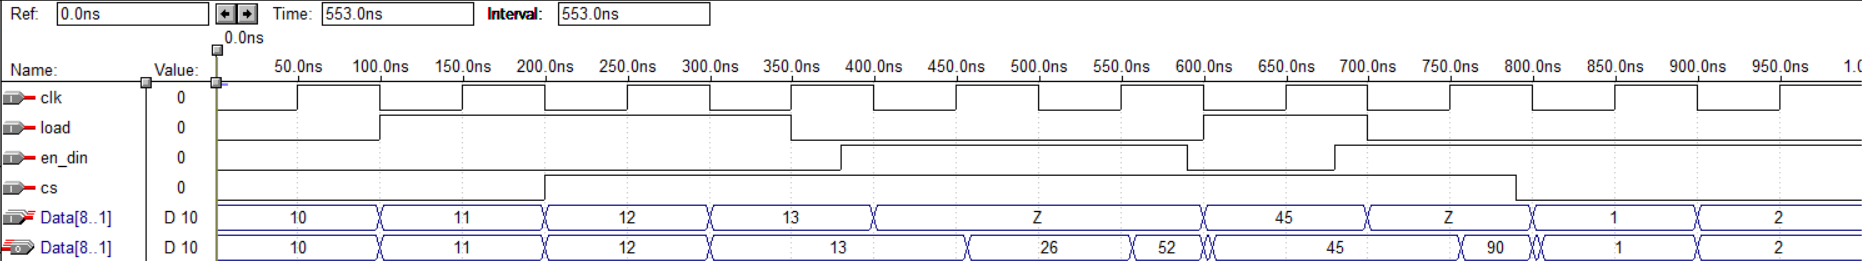 Ref: 0.0ns Time: 553.0ns Interval: 553.0ns
0.0ns
Name: Value: 50.0ns 100.0ns 150.0ns 200.0ns 250.0ns 300.0ns 350.0ns 400.0ns 450.0ns 500.0ns 550.0ns 600.0ns 650.0ns 700.0ns 750.0ns 800.0ns 850.0ns 900.0ns 950.0ns 1.0
clk 0
load 0
en_din 0
cs 0
Data[8..1] D 10 10 11 12 13 Z 45 Z 1 2
Data[8..1] D 10 10 11 12 13 26 52 45 90 1 2